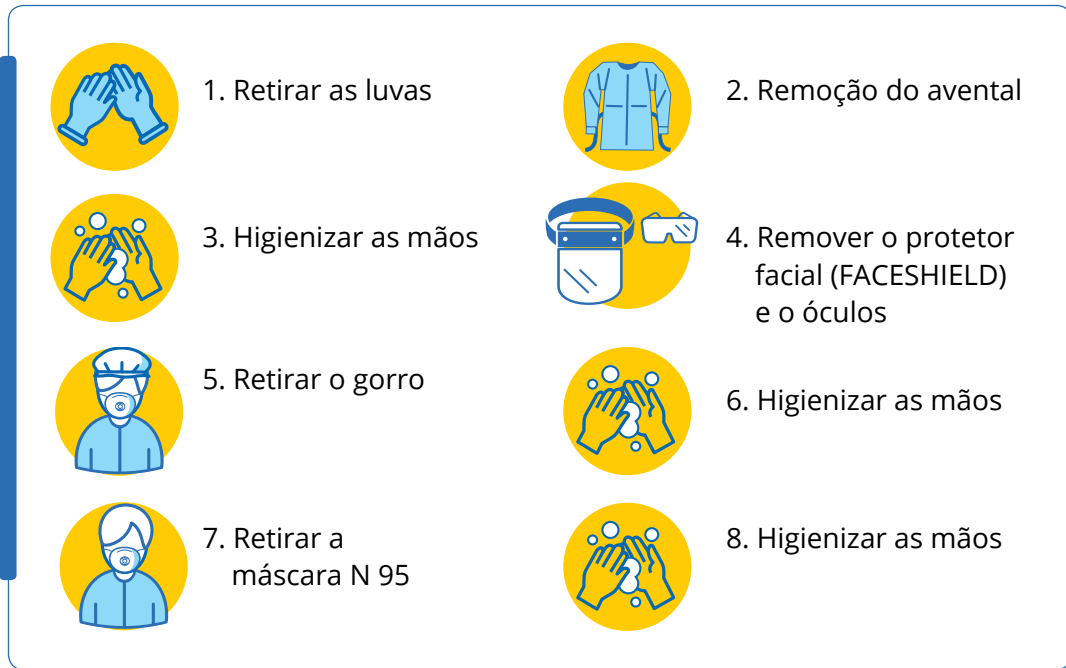 1. Retirar as luvas
2. Remoção do avental
3. Higienizar as mãos
4. Remover o protetor
facial (FACESHIELD)
e o óculos
5. Retirar o gorro
6. Higienizar as mãos
7. Retirar a
máscara N 95
8. Higienizar as mãos